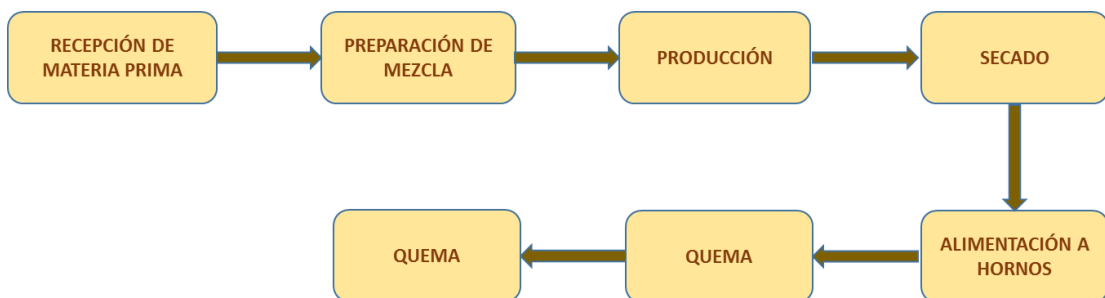 RECEPCIÓN DE
MATERIA PRIMA
PREPARACIÓN DE
MEZCLA
PRODUCCIÓN
SECADO
ALIMENTACIÓN A
HORNOS
QUEMA
QUEMA